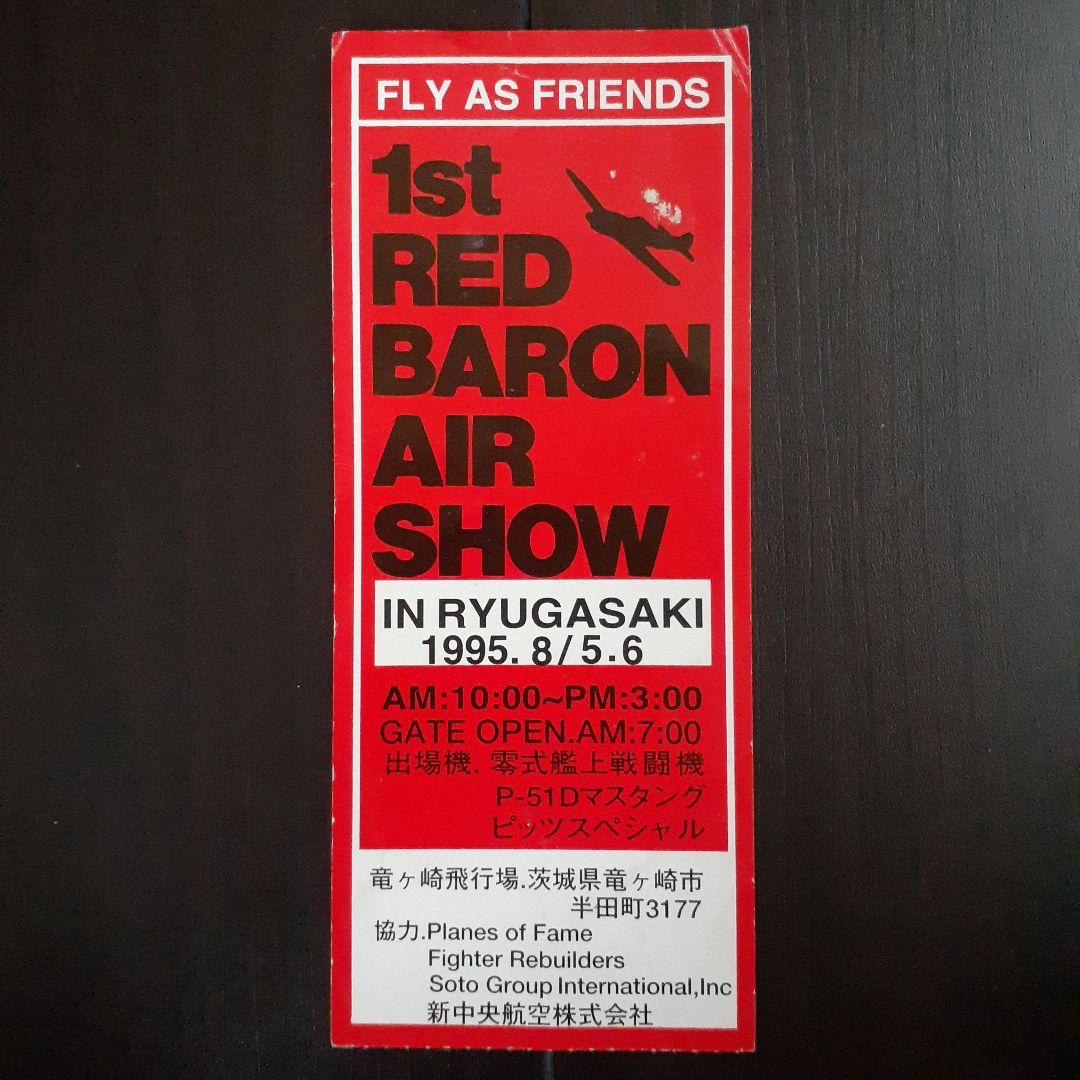 FLY AS FRIENDS
1st
RED
BARON
AIR
SHOW
IN RYUGASAKI
1995. 8/5.6
AM:10:00~PM:3:00
GATE OPEN.AM:7:00
出場機. 零式艦上戦闘機
P-51Dマスタング
ピッツスペシャル
竜ヶ崎飛行場.茨城県竜ヶ崎市
半田町3177
協力.Planes of Fame
Fighter Rebuilders
Soto Group International,Inc
新中央航空株式会社